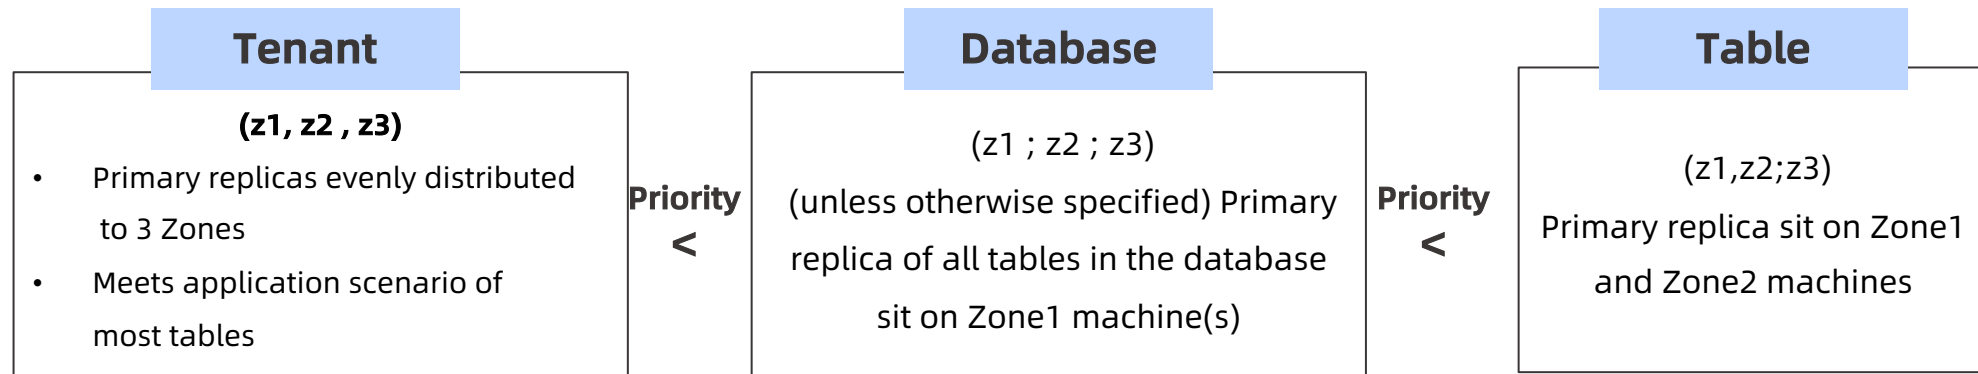 Tenant
(z1, z2 , z3)
• Primary replicas evenly distributed
to 3 Zones
• Meets application scenario of
most tables
Priority
<
Database
(z1 ; z2 ; z3)
(unless otherwise specified) Primary
replica of all tables in the database
sit on Zone1 machine(s)
Priority
<
Table
(z1,z2;z3)
Primary replica sit on Zone1
and Zone2 machines